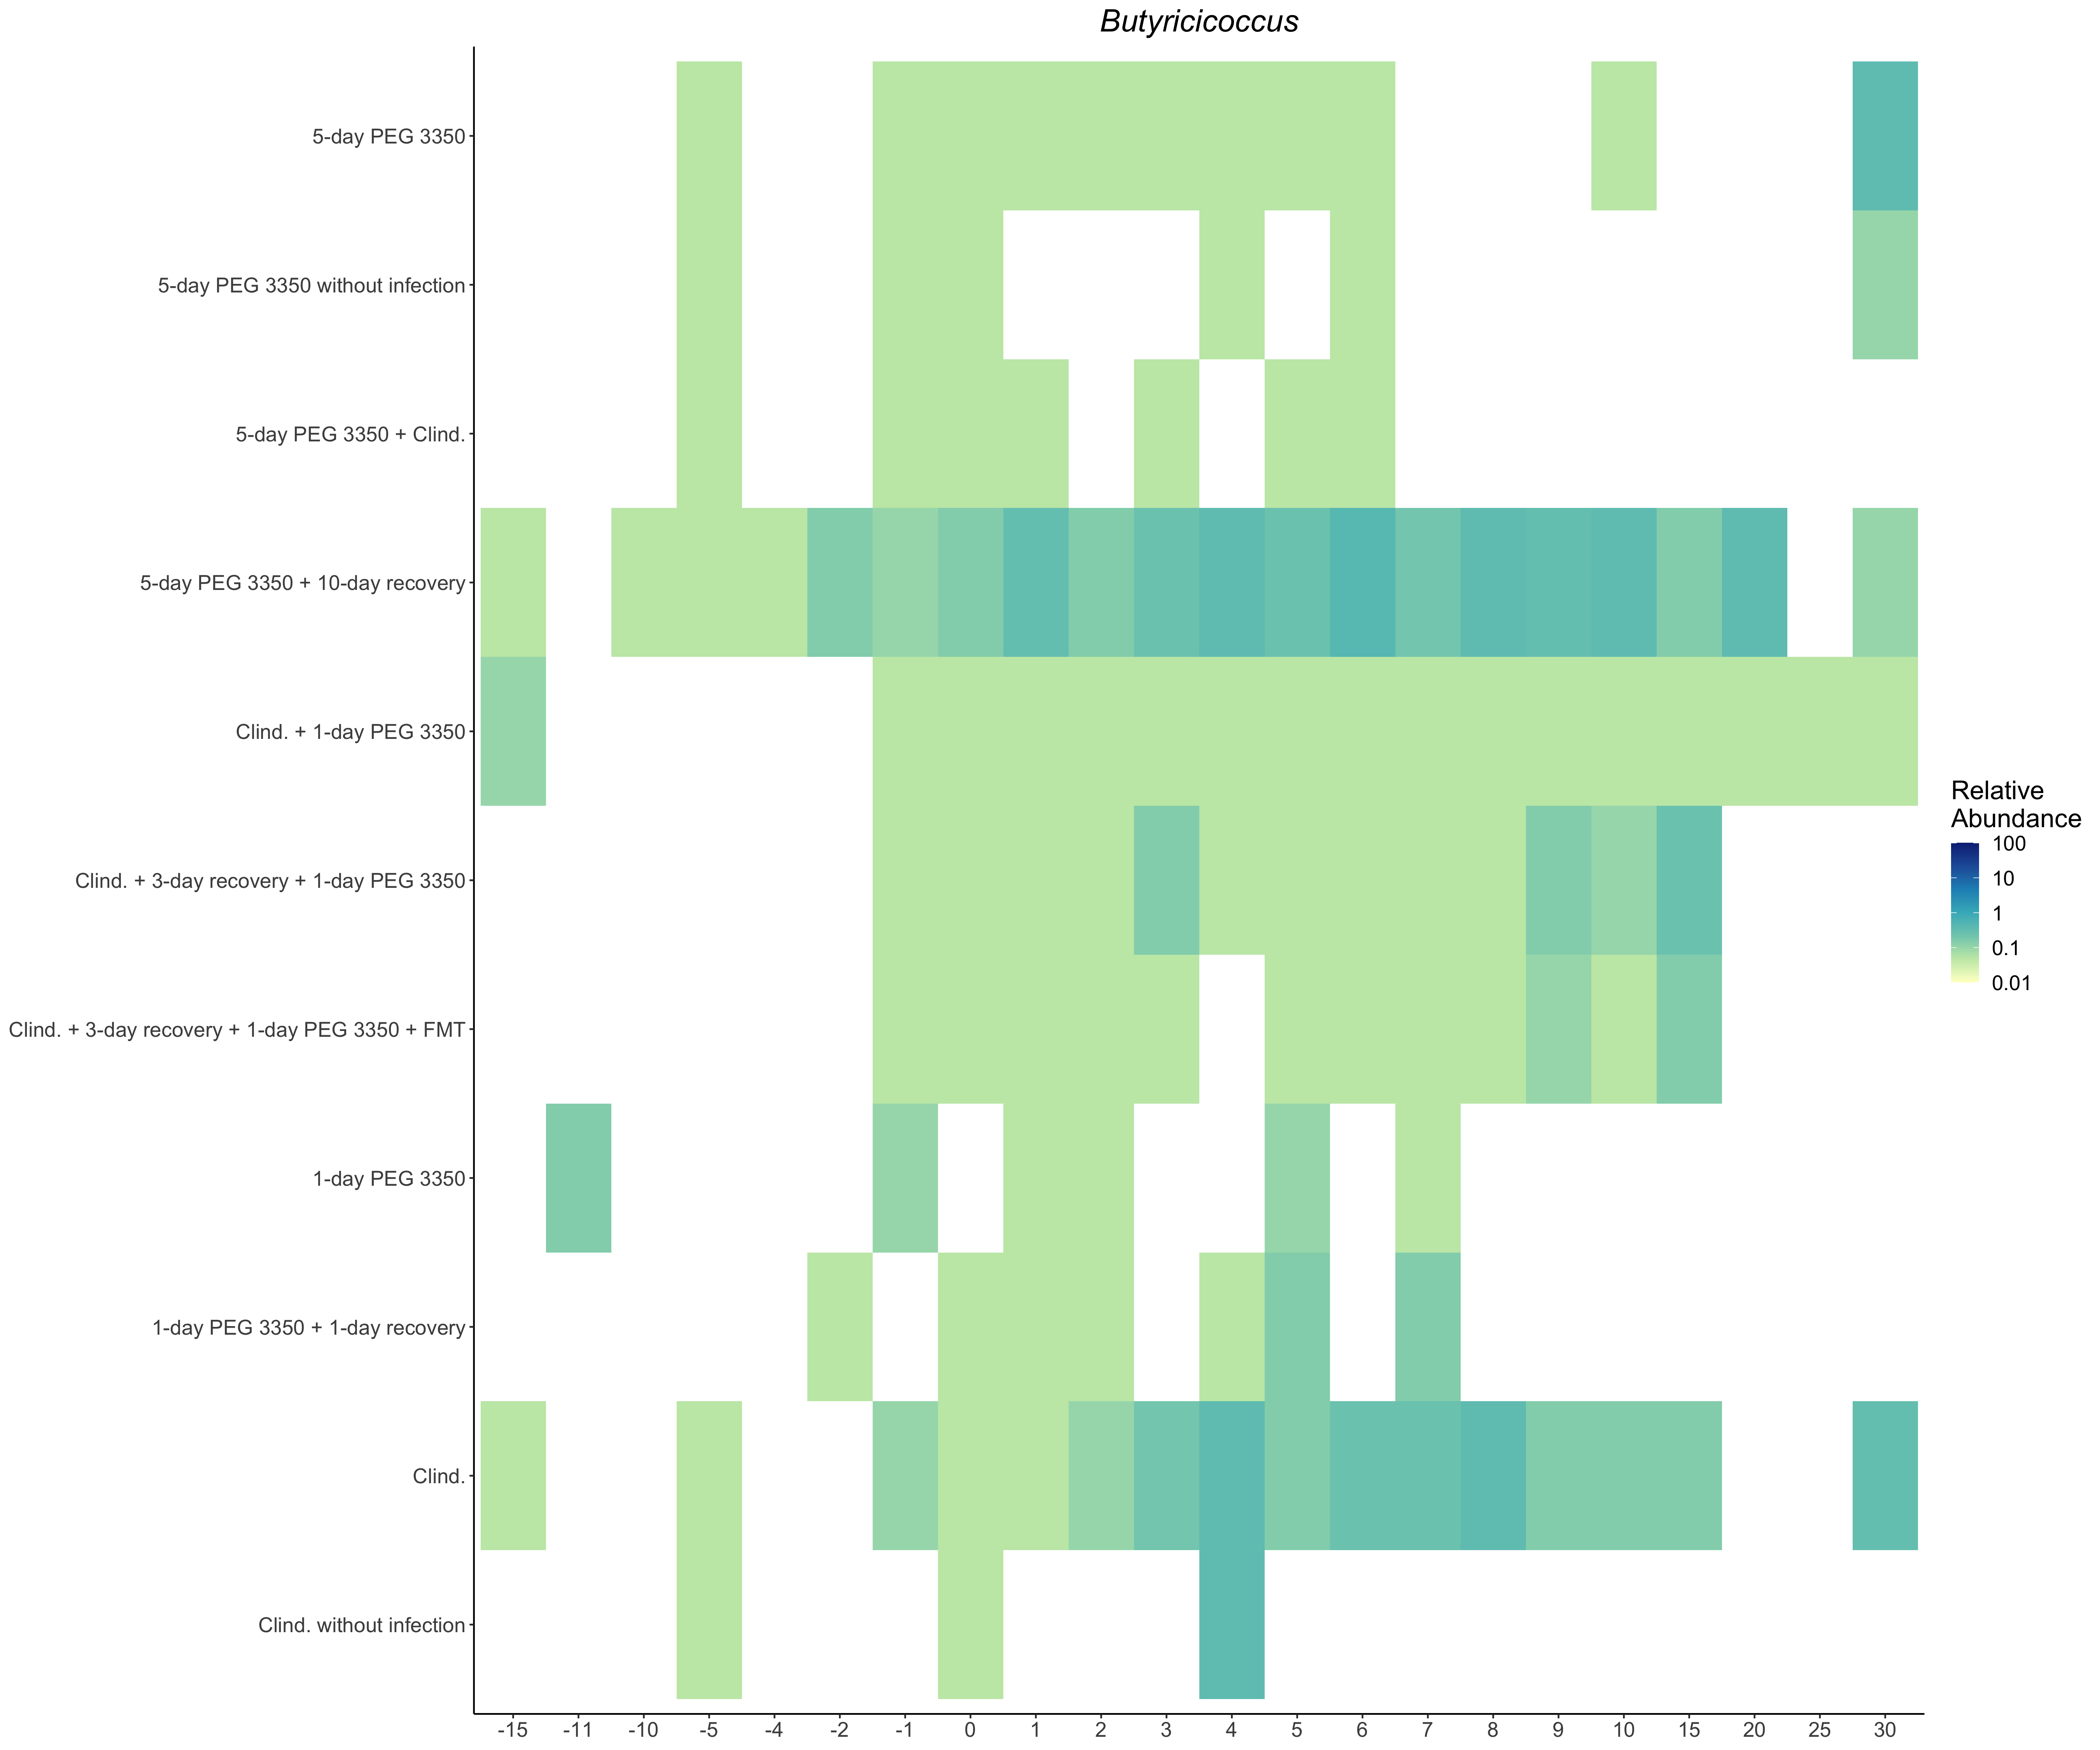 Butyricicoccus
5-day PEG 3350
5-day PEG 3350 without infection
5-day PEG 3350 + Clind.
5-day PEG 3350 + 10-day recovery
Clind. + 1-day PEG 3350
Clind. + 3-day recovery + 1-day PEG 3350
Clind. + 3-day recovery + 1-day PEG 3350 + FMT
1-day PEG 3350
1-day PEG 3350 + 1-day recovery
Clind.
Clind. without infection
-15 -11 -10 -5 -4 -2 -1 0 1 2 3 4 5 6 7 8 9 10 15 20 25 30
Relative
Abundance
100
10
1
0.1
0.01